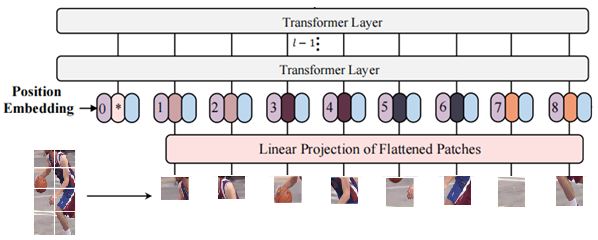 Transformer Layer
l − 1
Transformer Layer
Position
Embedding
0 * 1 2 3 4 5 6 7 8
Linear Projection of Flattened Patches